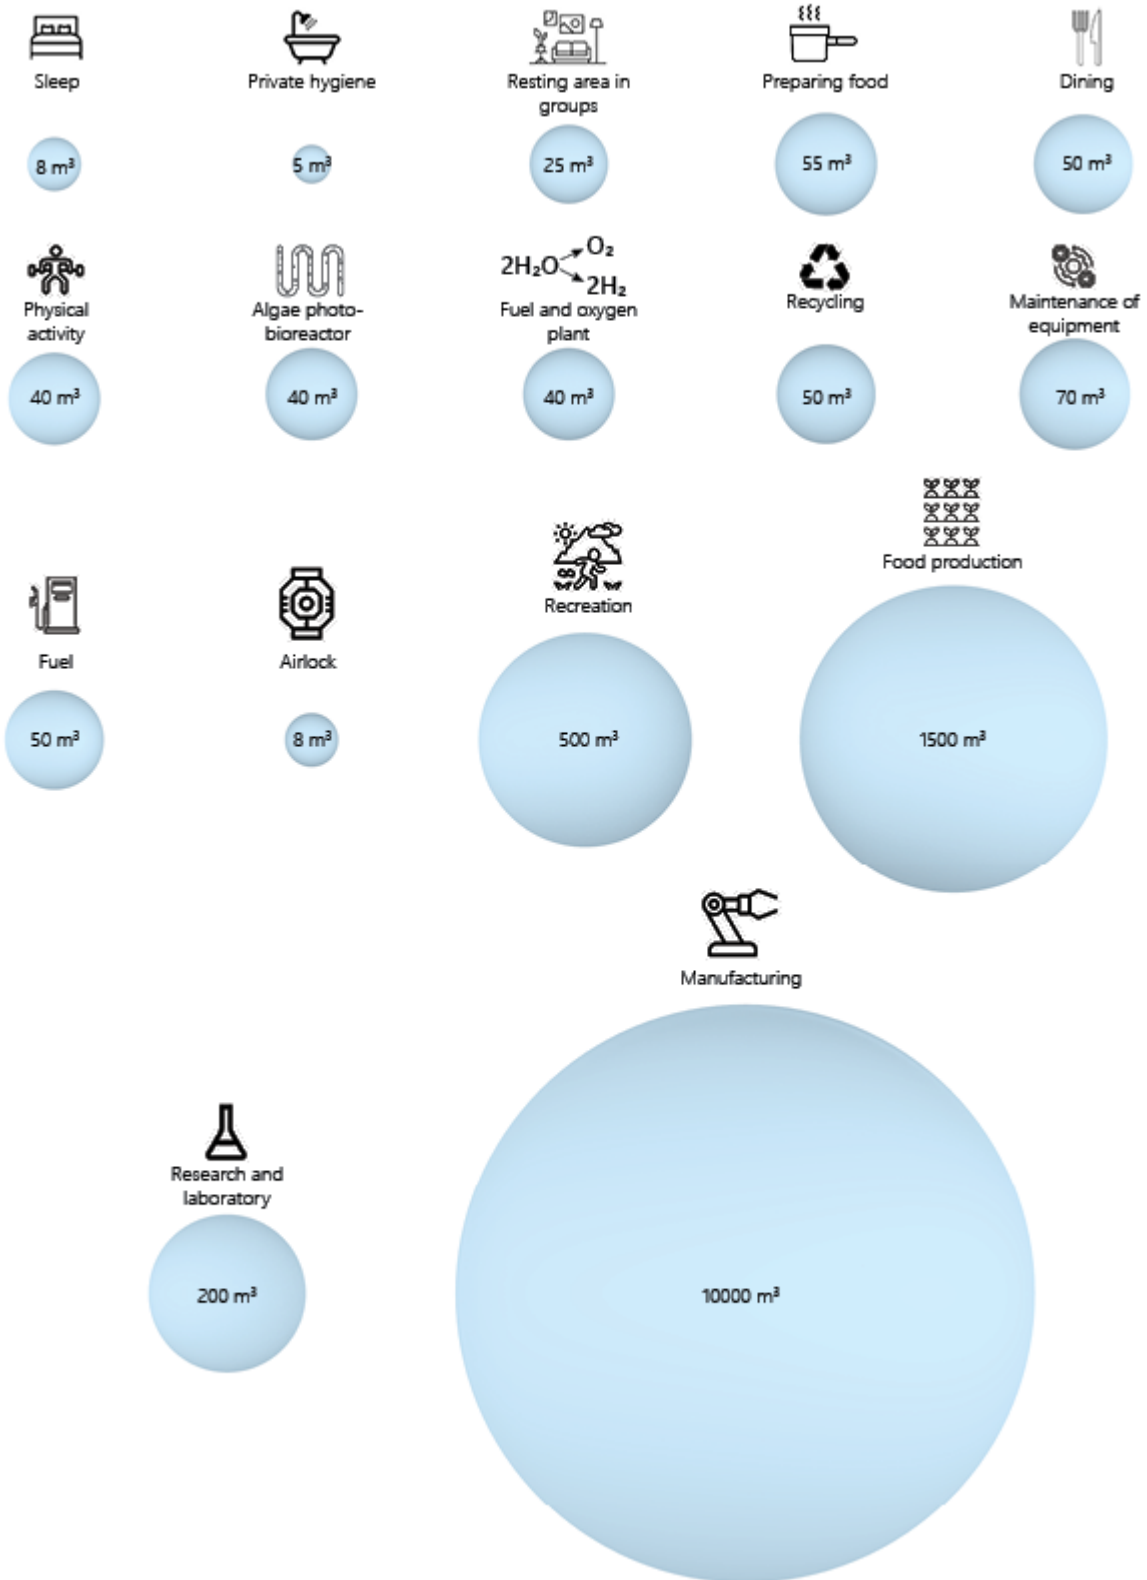 Sleep
Private hygiene
Resting area in
groups
Preparing food
Dining
8 m³
5 m³
25 m³
55 m³
50 m³
2H₂O
O₂
2H₂
Physical
activity
Algae photo-
bioreactor
Fuel and oxygen
plant
Recycling
Maintenance of
equipment
40 m³
40 m³
40 m³
50 m³
70 m³
Fuel
Airlock
Recreation
Food production
50 m³
8 m³
500 m³
1500 m³
Manufacturing
Research and
laboratory
200 m³
10000 m³